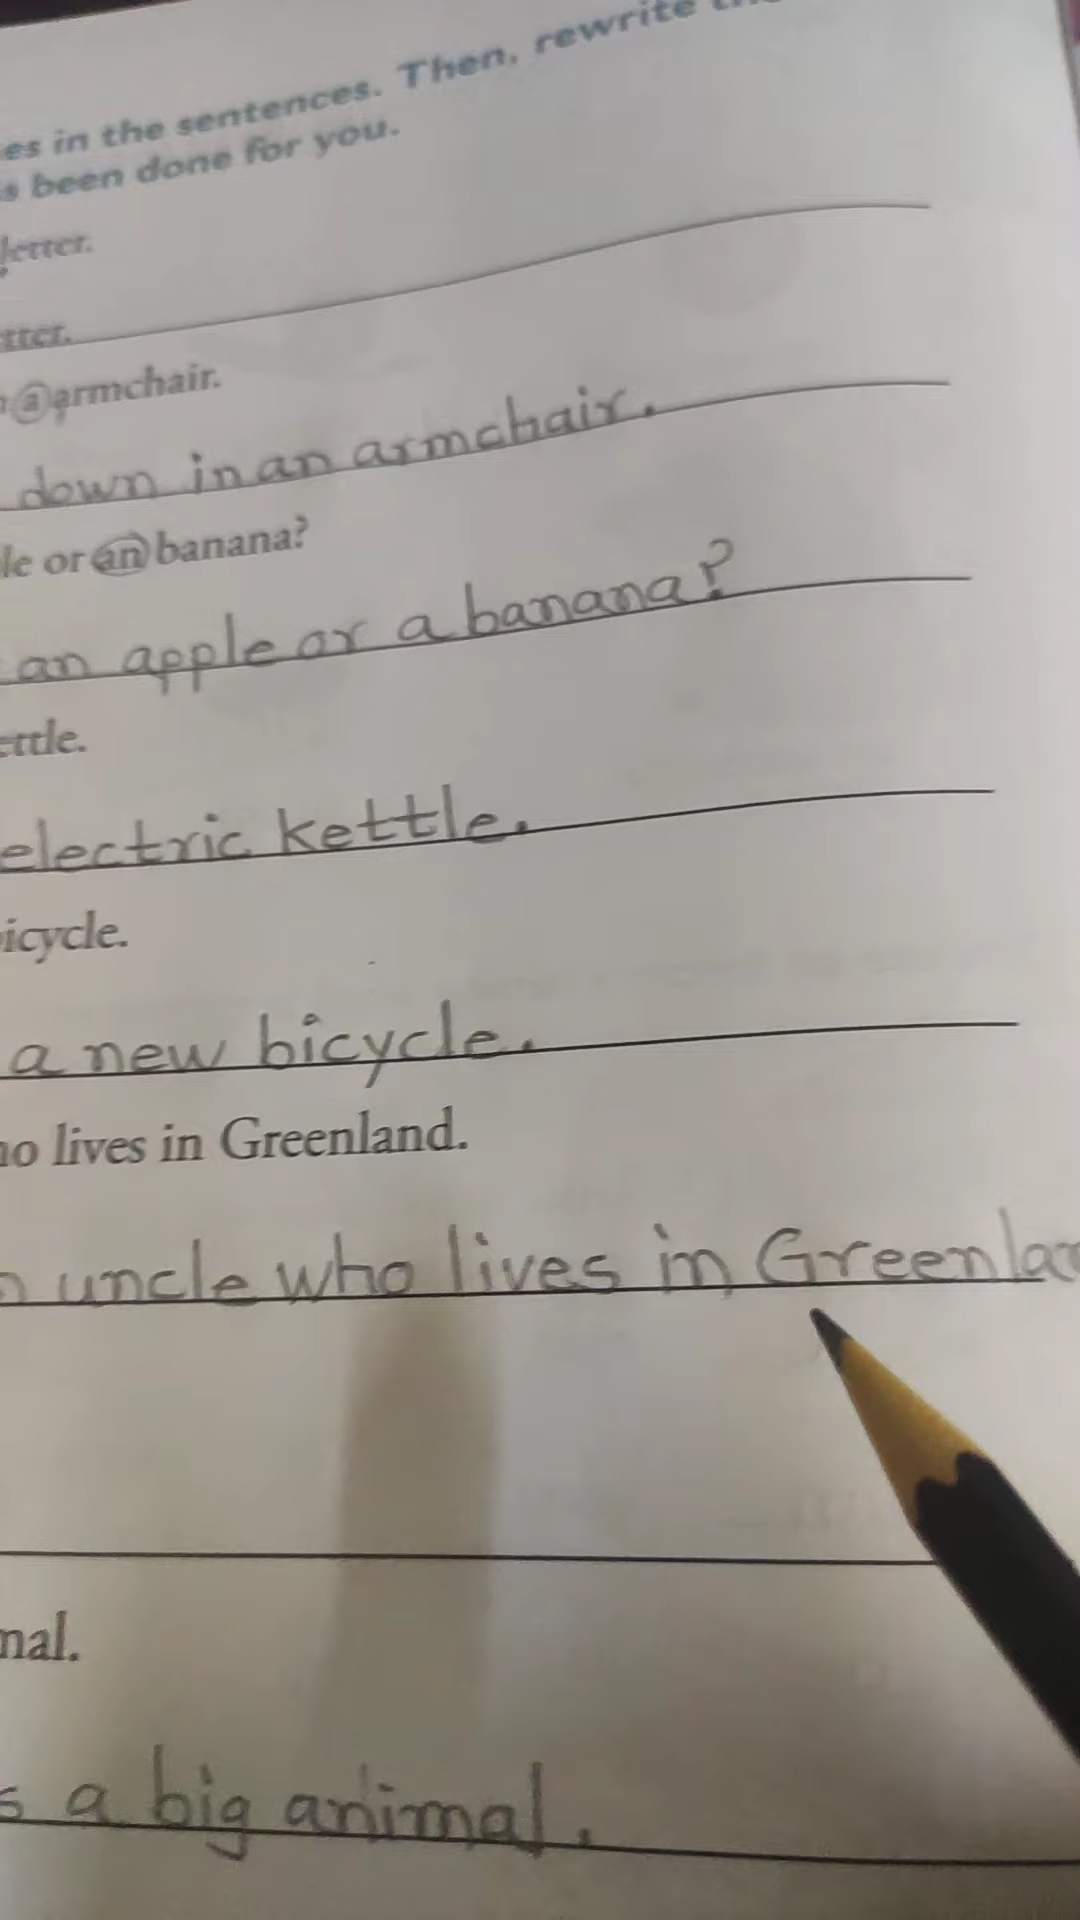 es in the sentences. Then, rewrite
s been done for you.
letter.
tter.
a armchair.
down in an armchair.
le or an banana?
an apple or a banana?
ettle.
electric kettle.
icycle.
a new bicycle.
ho lives in Greenland.
n uncle who lives in Greenla
mal.
s a big animal.